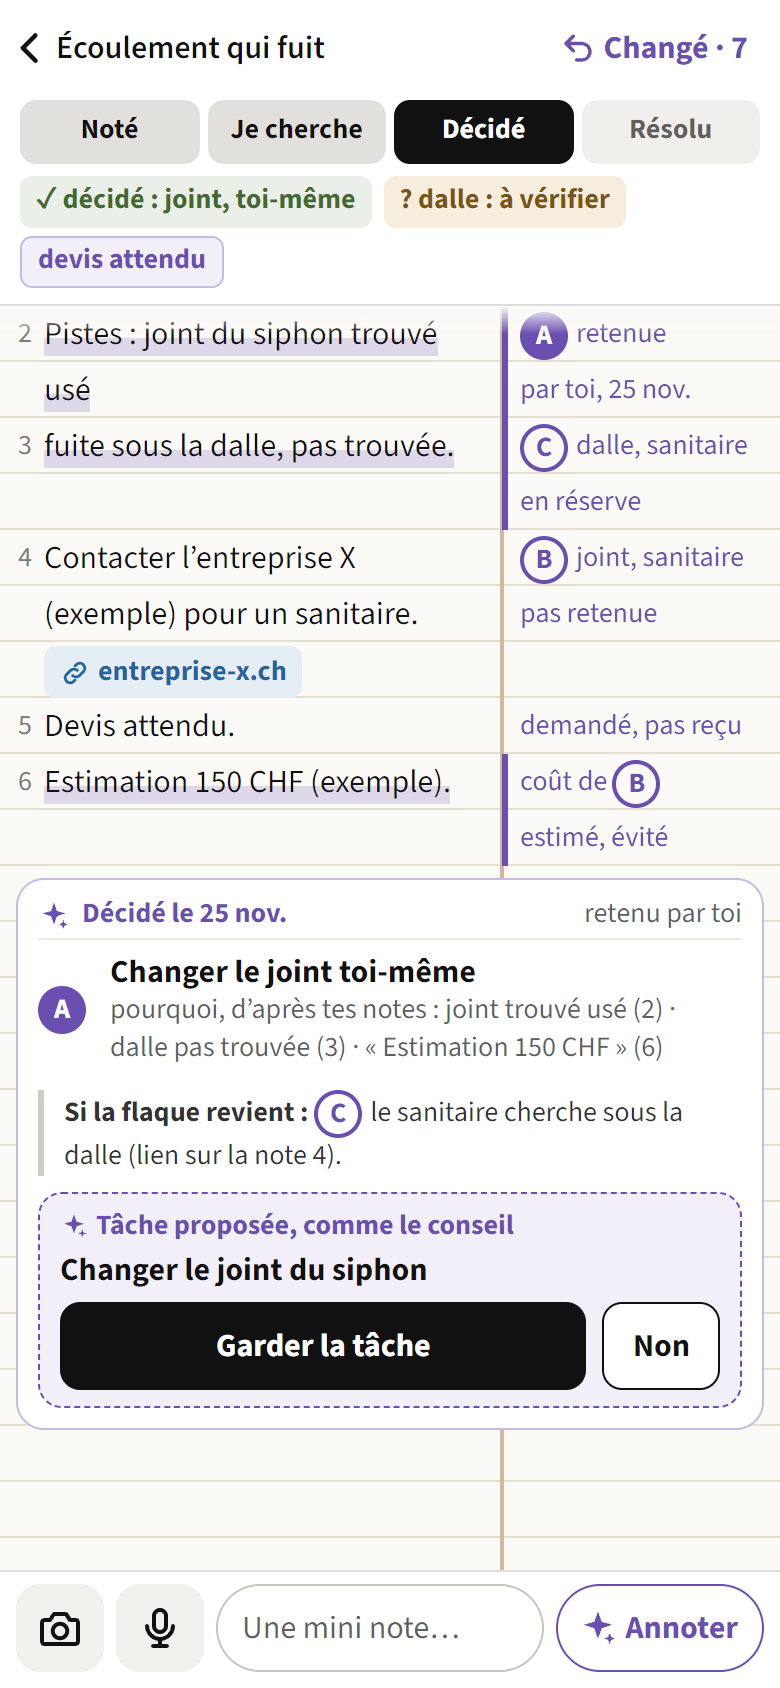 Écoulement qui fuit
Changé · 7
Noté
Je cherche
Décidé
Résolu
✓ décidé : joint, toi-même
? dalle : à vérifier
devis attendu
2 Pistes : joint du siphon trouvé
usé
A retenue
par toi, 25 nov.
3 fuite sous la dalle, pas trouvée.
C dalle, sanitaire
en réserve
4 Contacter l’entreprise X
(exemple) pour un sanitaire.
B joint, sanitaire
pas retenue
entreprise-x.ch
5 Devis attendu.
demandé, pas reçu
6 Estimation 150 CHF (exemple).
coût de B
estimé, évité
Décidé le 25 nov.
retenu par toi
A
Changer le joint toi-même
pourquoi, d’après tes notes : joint trouvé usé (2) ·
dalle pas trouvée (3) · « Estimation 150 CHF » (6)
Si la flaque revient : C le sanitaire cherche sous la
dalle (lien sur la note 4).
Tâche proposée, comme le conseil
Changer le joint du siphon
Garder la tâche
Non
Une mini note…
Annoter